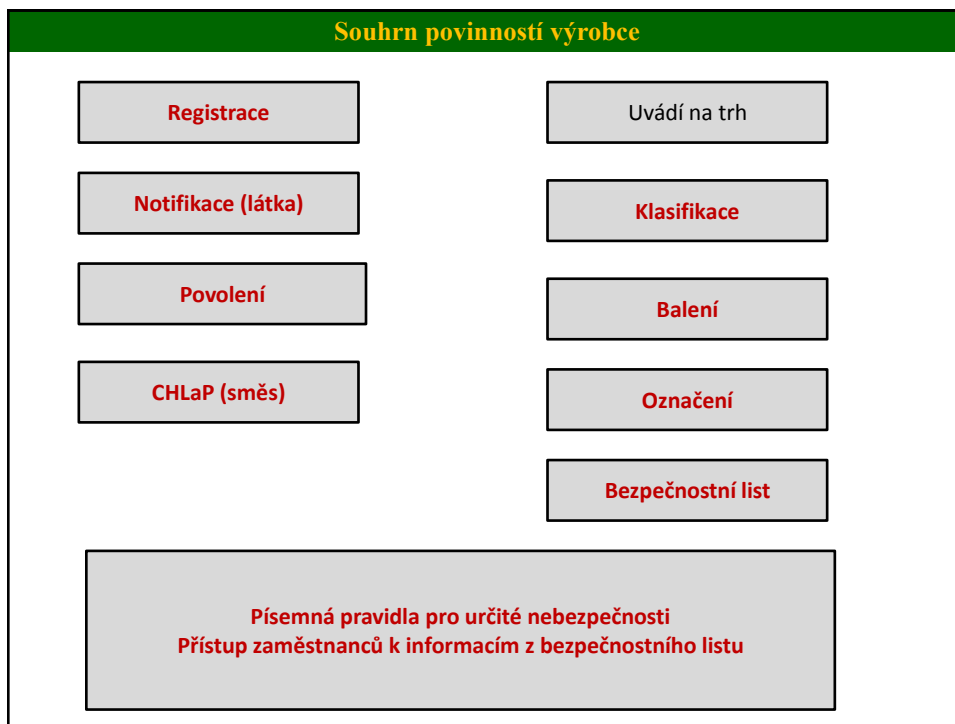 Souhrn povinností výrobce
Registrace
Uvádí na trh
Notifikace (látka)
Klasifikace
Povolení
Balení
CHLaP (směs)
Označení
Bezpečnostní list
Písemná pravidla pro určité nebezpečnosti
Přístup zaměstnanců k informacím z bezpečnostního listu